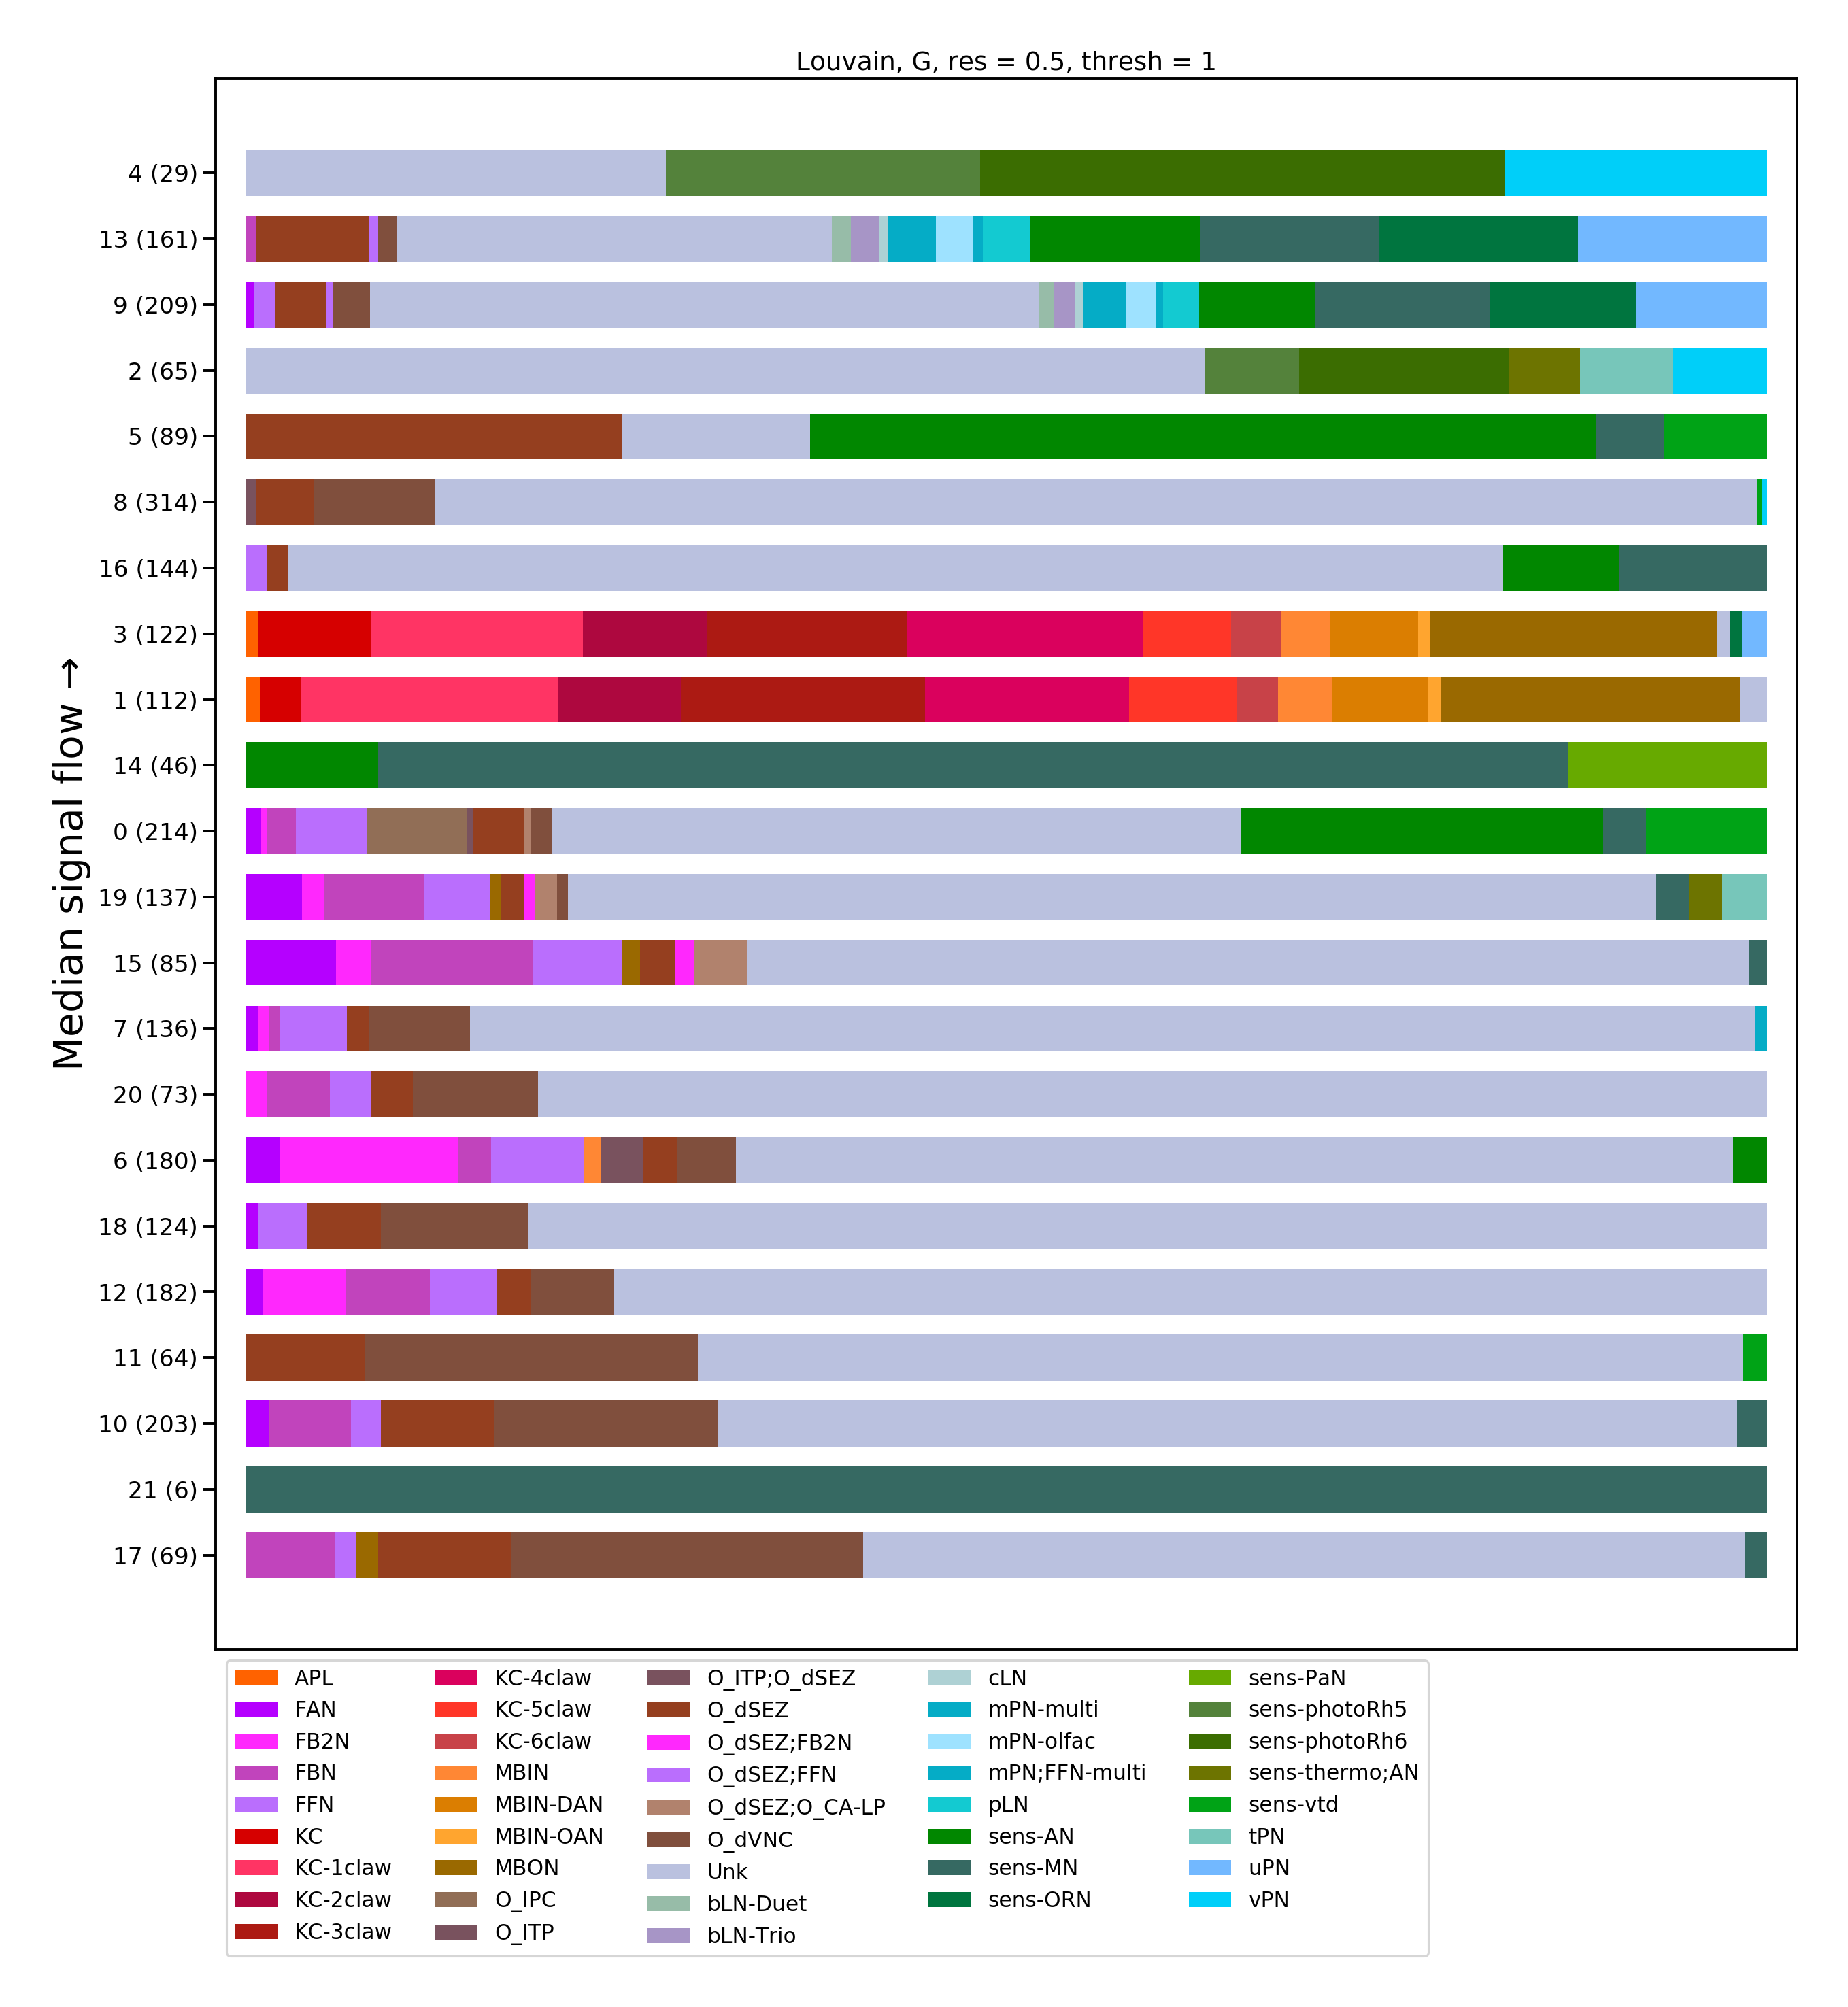 Louvain, G, res = 0.5, thresh = 1
Median signal flow →
4 (29)
13 (161)
9 (209)
2 (65)
5 (89)
8 (314)
16 (144)
3 (122)
1 (112)
14 (46)
0 (214)
19 (137)
15 (85)
7 (136)
20 (73)
6 (180)
18 (124)
12 (182)
11 (64)
10 (203)
21 (6)
17 (69)
APL
FAN
FB2N
FBN
FFN
KC
KC-1claw
KC-2claw
KC-3claw
KC-4claw
KC-5claw
KC-6claw
MBIN
MBIN-DAN
MBIN-OAN
MBON
O_IPC
O_ITP
O_ITP;O_dSEZ
O_dSEZ
O_dSEZ;FB2N
O_dSEZ;FFN
O_dSEZ;O_CA-LP
O_dVNC
Unk
bLN-Duet
bLN-Trio
cLN
mPN-multi
mPN-olfac
mPN;FFN-multi
pLN
sens-AN
sens-MN
sens-ORN
sens-PaN
sens-photoRh5
sens-photoRh6
sens-thermo;AN
sens-vtd
tPN
uPN
vPN